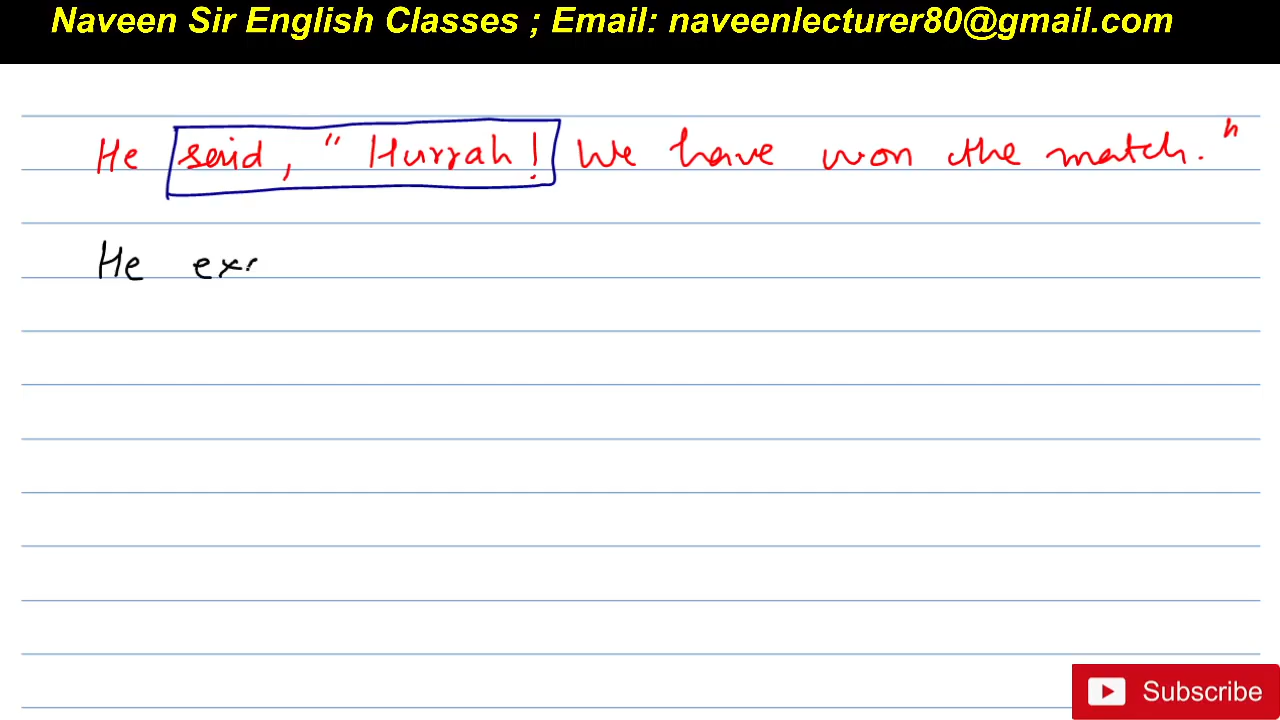 Naveen Sir English Classes ; Email: naveenlecturer80@gmail.com
He said, " Hurrah! We have won the match. "
He ex
Subscribe